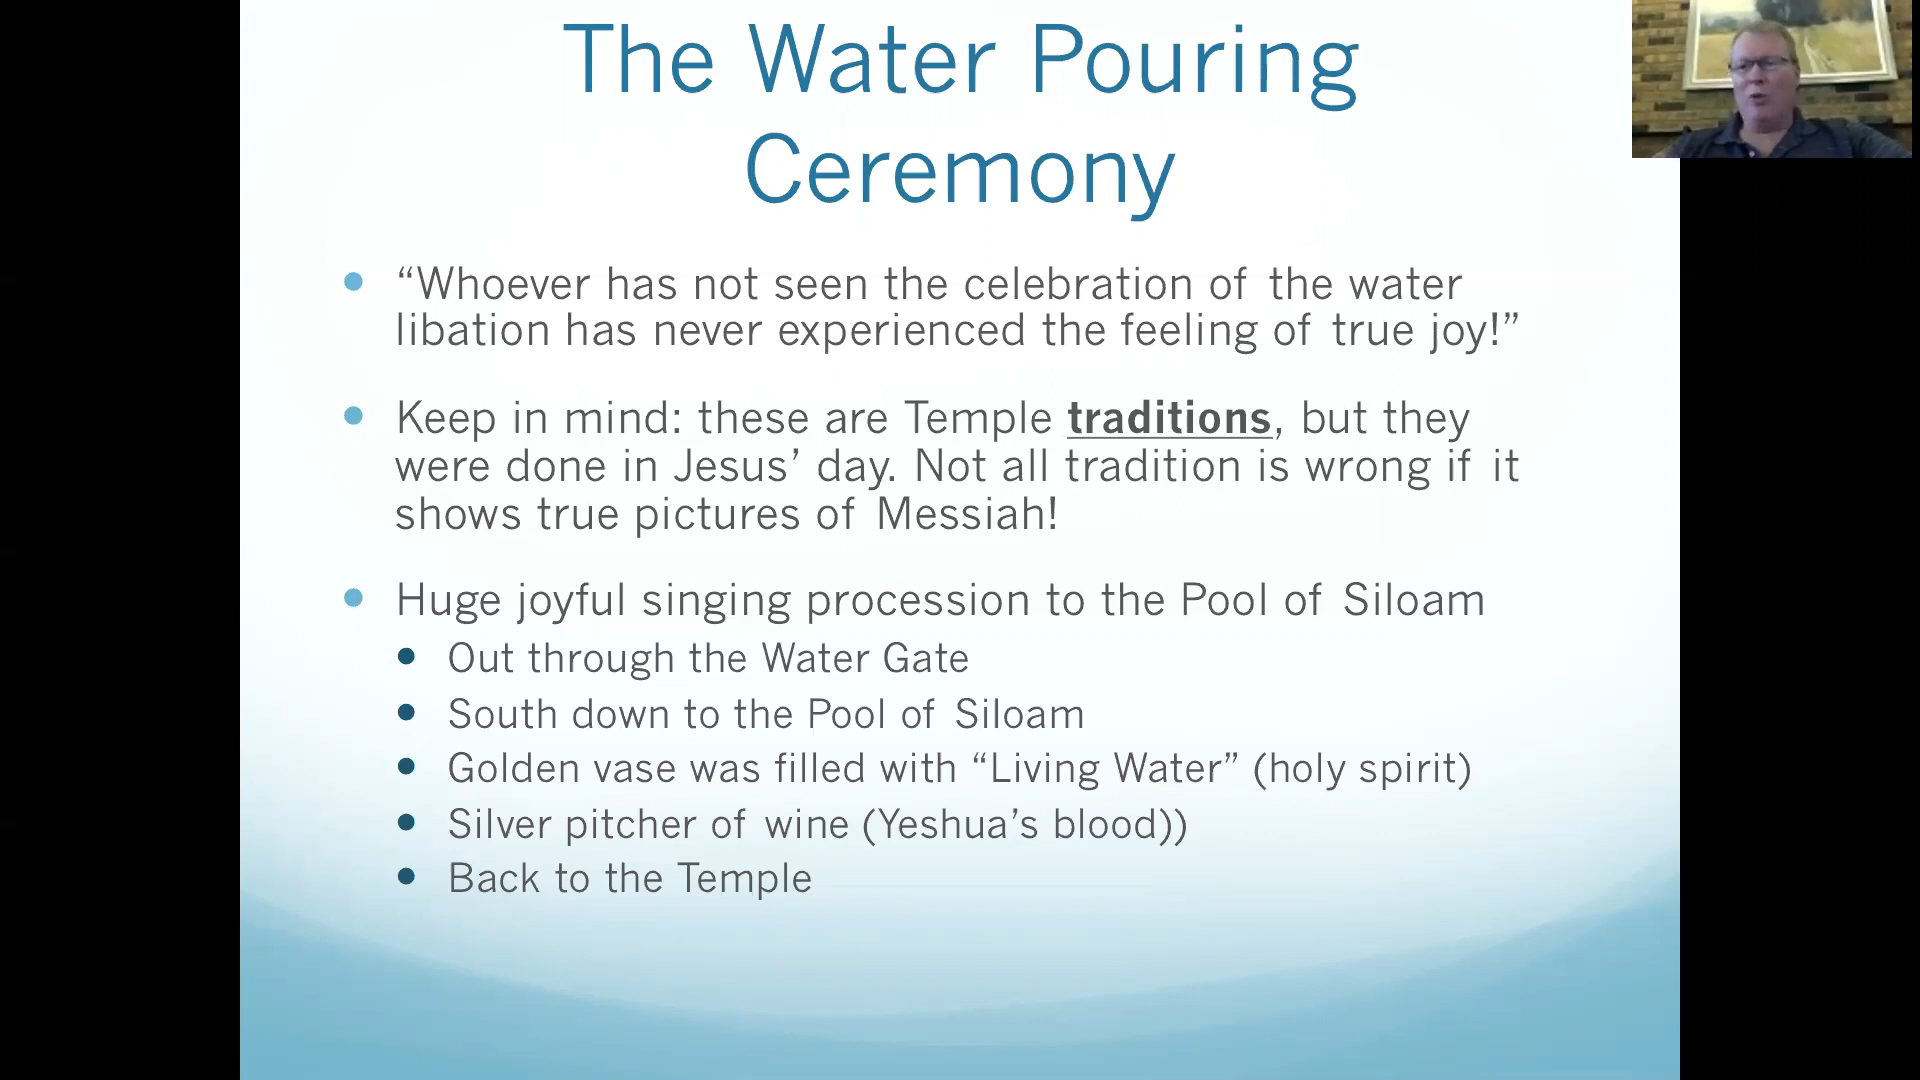 The Water Pouring
Ceremony
“Whoever has not seen the celebration of the water
libation has never experienced the feeling of true joy!”
Keep in mind: these are Temple traditions, but they
were done in Jesus’ day. Not all tradition is wrong if it
shows true pictures of Messiah!
Huge joyful singing procession to the Pool of Siloam
Out through the Water Gate
South down to the Pool of Siloam
Golden vase was filled with “Living Water” (holy spirit)
Silver pitcher of wine (Yeshua’s blood))
Back to the Temple